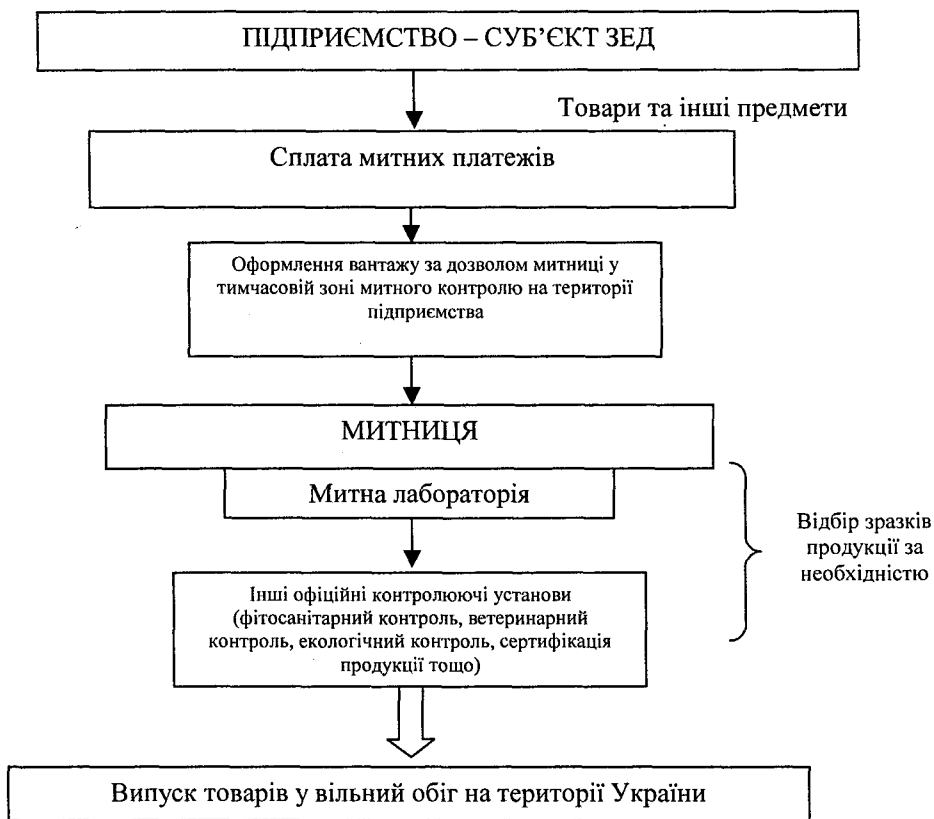 ПІДПРИЄМСТВО – СУБ’ЄКТ ЗЕД
Товари та інші предмети
Сплата митних платежів
Оформлення вантажу за дозволом митниці у
тимчасовій зоні митного контролю на території
підприємства
МИТНИЦЯ
Митна лабораторія
Відбір зразків
продукції за
необхідністю
Інші офіційні контролюючі установи
(фітосанітарний контроль, ветеринарний
контроль, екологічний контроль, сертифікація
продукції тощо)
Випуск товарів у вільний обіг на території України